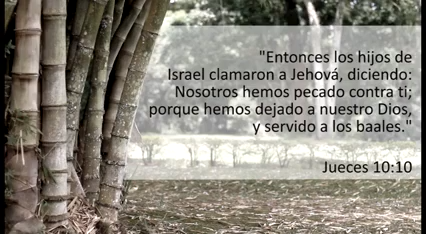 "Entonces los hijos de
Israel clamaron a Jehová, diciendo:
Nosotros hemos pecado contra ti;
porque hemos dejado a nuestro Dios,
y servido a los baales."
Jueces 10:10